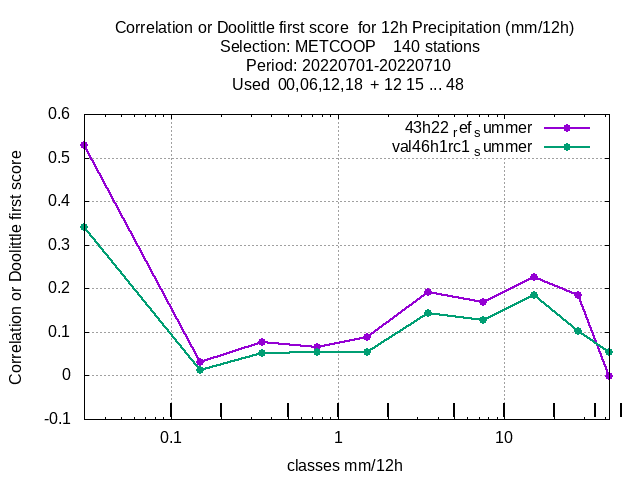 Correlation or Doolittle first score for 12h Precipitation (mm/12h)
Selection: METCOOP 140 stations
Period: 20220701-20220710
Used 00,06,12,18 + 12 15 ... 48
43h22 ref summer
val46h1rc1 summer
Correlation or Doolittle first score
0.6
0.5
0.4
0.3
0.2
0.1
0
-0.1
0.1 1 10
classes mm/12h